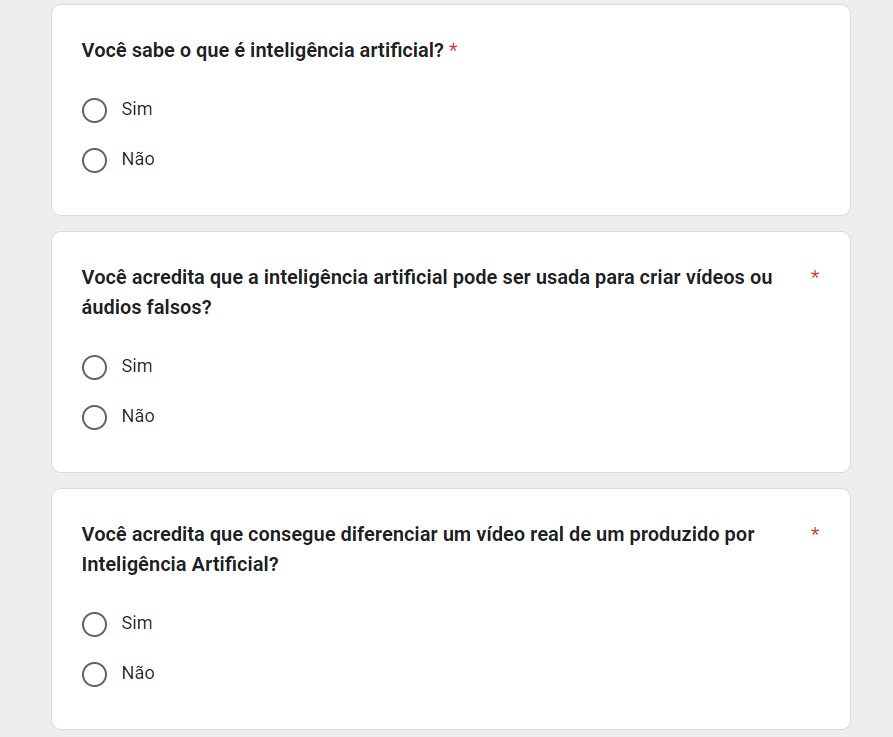 Você sabe o que é inteligência artificial? *
Sim
Não
Você acredita que a inteligência artificial pode ser usada para criar vídeos ou *
áudios falsos?
Sim
Não
Você acredita que consegue diferenciar um vídeo real de um produzido por *
Inteligência Artificial?
Sim
Não